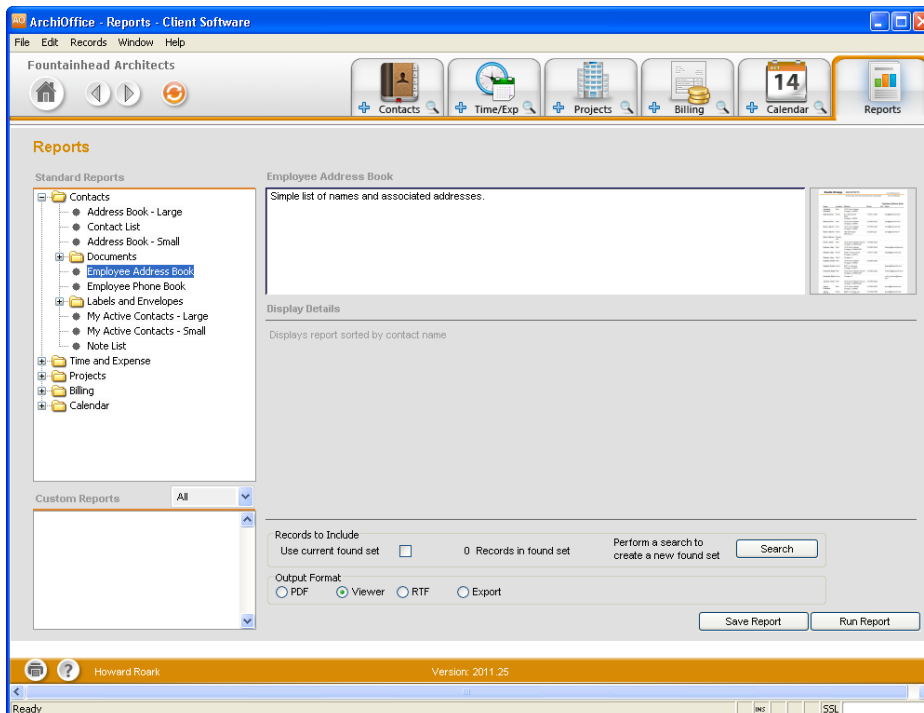 AO ArchiOffice - Reports - Client Software
File Edit Records Window Help
Fountainhead Architects
Contacts
Time/Exp
Projects
Billing
14
Calendar
Reports
Reports
Standard Reports
Contacts
Address Book - Large
Contact List
Address Book - Small
Documents
Employee Address Book
Employee Phone Book
Labels and Envelopes
My Active Contacts - Large
My Active Contacts - Small
Note List
Time and Expense
Projects
Billing
Calendar
Employee Address Book
Simple list of names and associated addresses.
Display Details
Displays report sorted by contact name
Custom Reports All
Records to Include
Use current found set
0 Records in found set
Perform a search to
create a new found set
Search
Output Format
PDF Viewer RTF Export
Save Report Run Report
? Howard Roark Version: 2011.25
Ready INS SSL